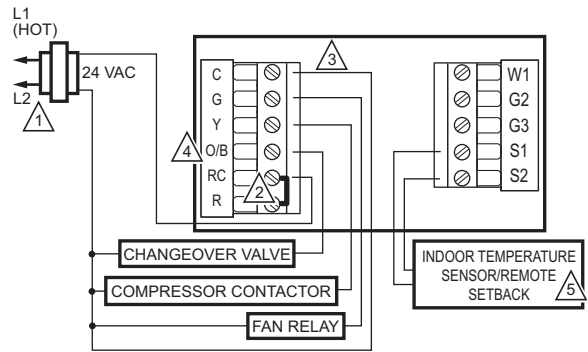 L1
(HOT)
24 VAC
L2
1
C
G
Y
O/B
RC
R
4
2
3
W1
G2
G3
S1
S2
CHANGEOVER VALVE
COMPRESSOR CONTACTOR
FAN RELAY
INDOOR TEMPERATURE
SENSOR/REMOTE
SETBACK
5